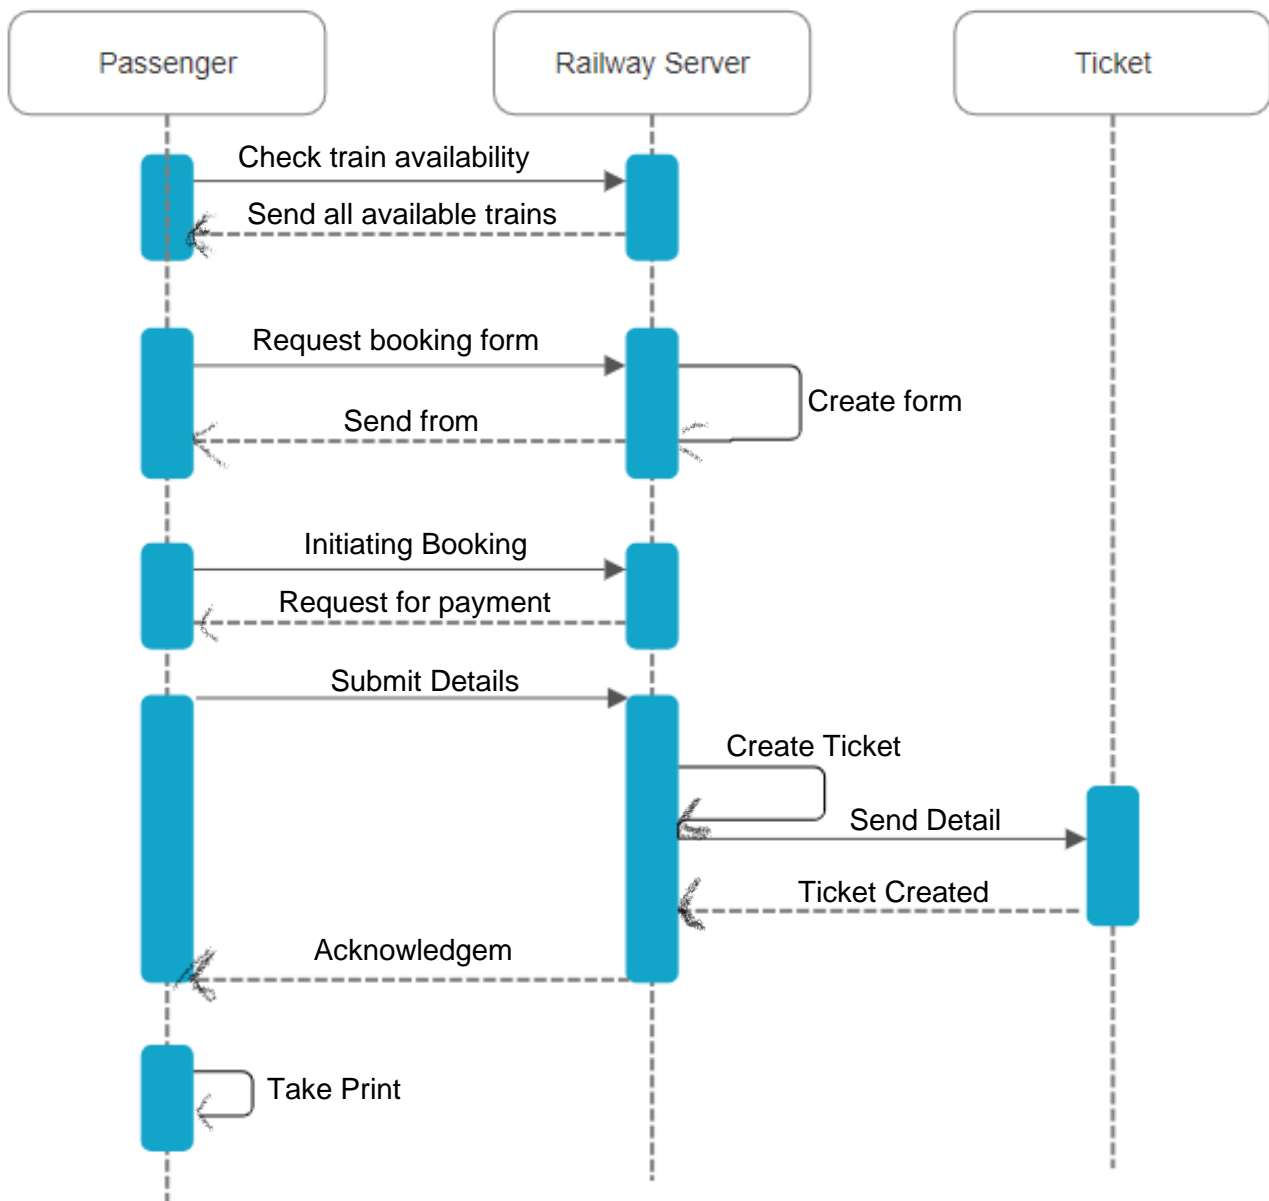 Passenger
Railway Server
Ticket
Check train availability
Send all available trains
Request booking form
Create form
Send from
Initiating Booking
Request for payment
Submit Details
Create Ticket
Send Detail
Ticket Created
Acknowledgem
Take Print